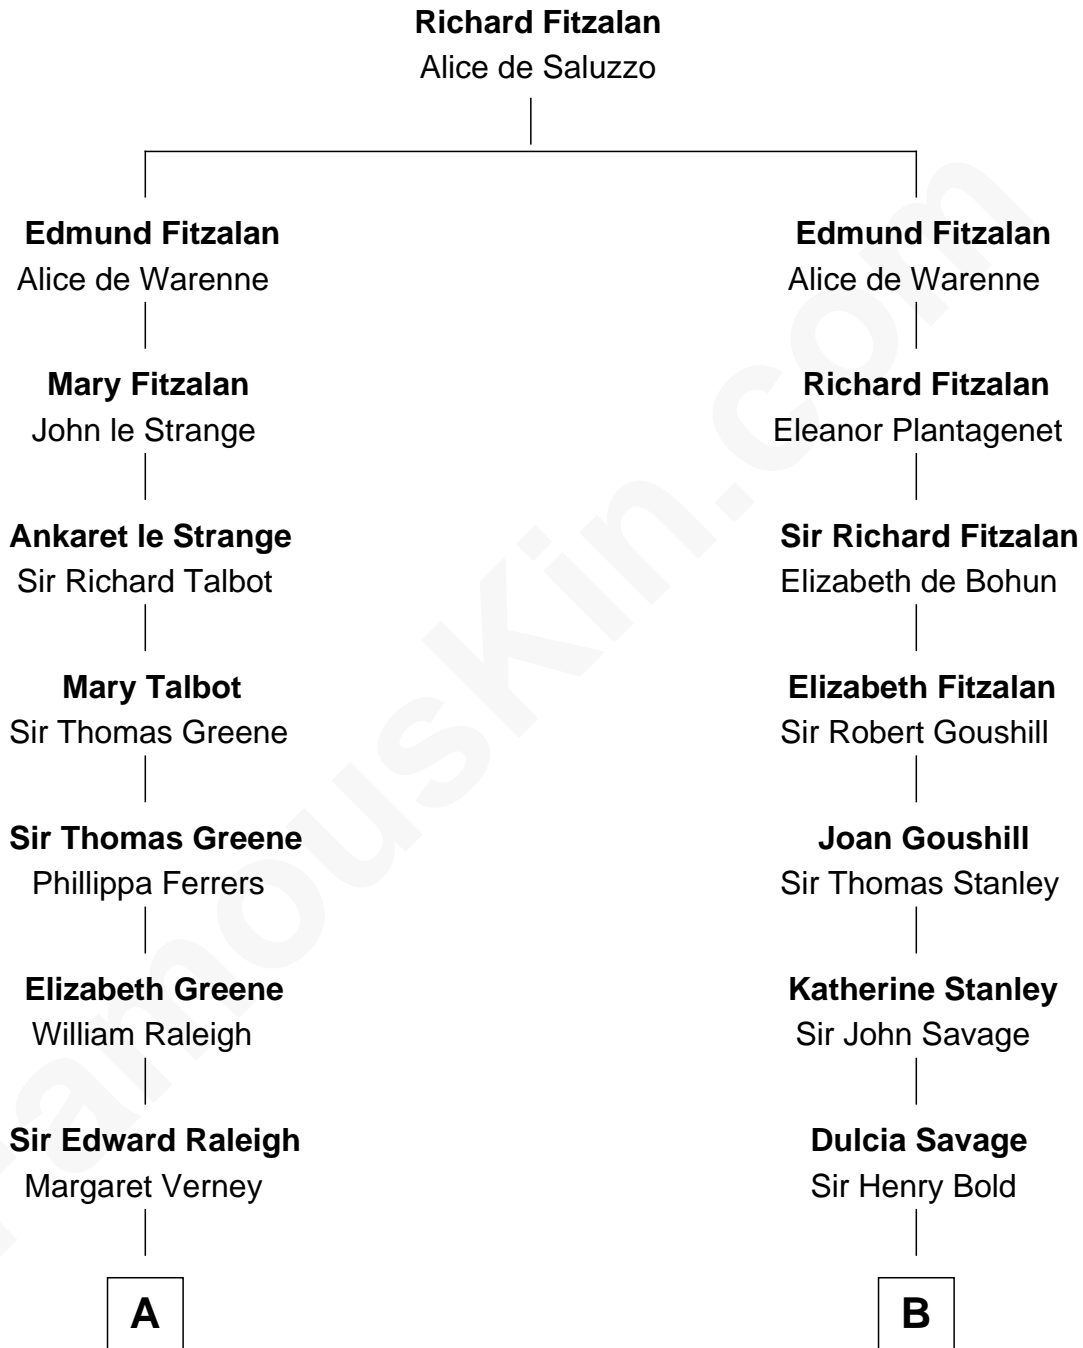 Richard Fitzalan
Alice de Saluzzo
Edmund Fitzalan
Alice de Warenne
Mary Fitzalan
John le Strange
Ankaret le Strange
Sir Richard Talbot
Mary Talbot
Sir Thomas Greene
Sir Thomas Greene
Phillippa Ferrers
Elizabeth Greene
William Raleigh
Sir Edward Raleigh
Margaret Verney
A
Edmund Fitzalan
Alice de Warenne
Richard Fitzalan
Eleanor Plantagenet
Sir Richard Fitzalan
Elizabeth de Bohun
Elizabeth Fitzalan
Sir Robert Goushill
Joan Goushill
Sir Thomas Stanley
Katherine Stanley
Sir John Savage
Dulcia Savage
Sir Henry Bold
B
FamousKin.com